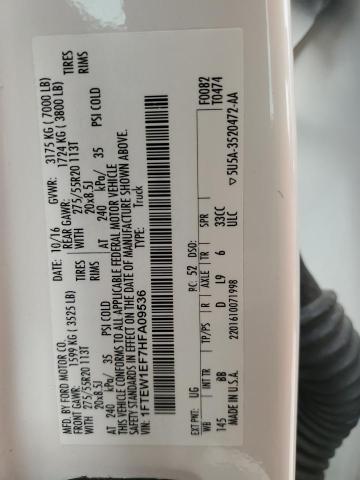 MFD. BY FORD MOTOR CO.
DATE: 10/16 GVWR: 3175 KG ( 7000 LB)
FRONT GAWR: 1599 KG ( 3525 LB) REAR GAWR: 1724 KG ( 3800 LB)
WITH 275/55R20 113T TIRES WITH 275/55R20 113T TIRES
20x8.5J RIMS 20x8.5J RIMS
AT 240 kPa/ 35 PSI COLD AT 240 kPa/ 35 PSI COLD
THIS VEHICLE CONFORMS TO ALL APPLICABLE FEDERAL MOTOR VEHICLE
SAFETY STANDARDS IN EFFECT ON THE DATE OF MANUFACTURE SHOWN ABOVE.
VIN: 1FTEW1EF7HFA09536 TYPE: Truck
F0082
T0474
EXT PNT: UG RC: 52 DSO:
WB INT TR TP/PS R AXLE TR SPR
145 BB D L9 6 33CC
ULC
2201610071998
MADE IN U.S.A. ▽5U5A-3520472-AA